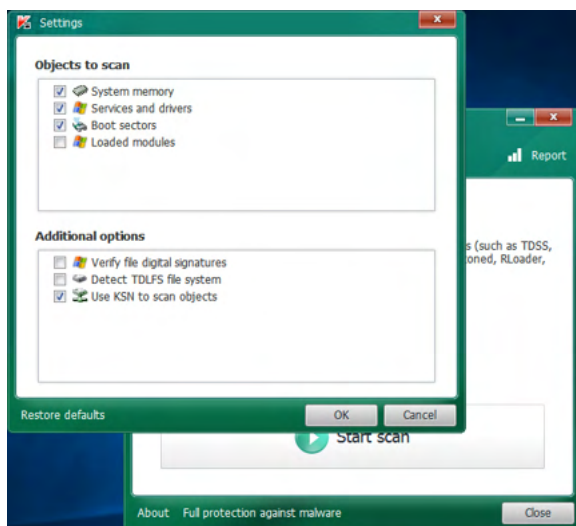 Settings
Objects to scan
System memory
Services and drivers
Boot sectors
Loaded modules
Additional options
Verify file digital signatures
Detect TDLFS file system
Use KSN to scan objects
Restore defaults
OK
Cancel
Report
s (such as TDSS,
oned, RLoader,
Start scan
About
Full protection against malware
Close